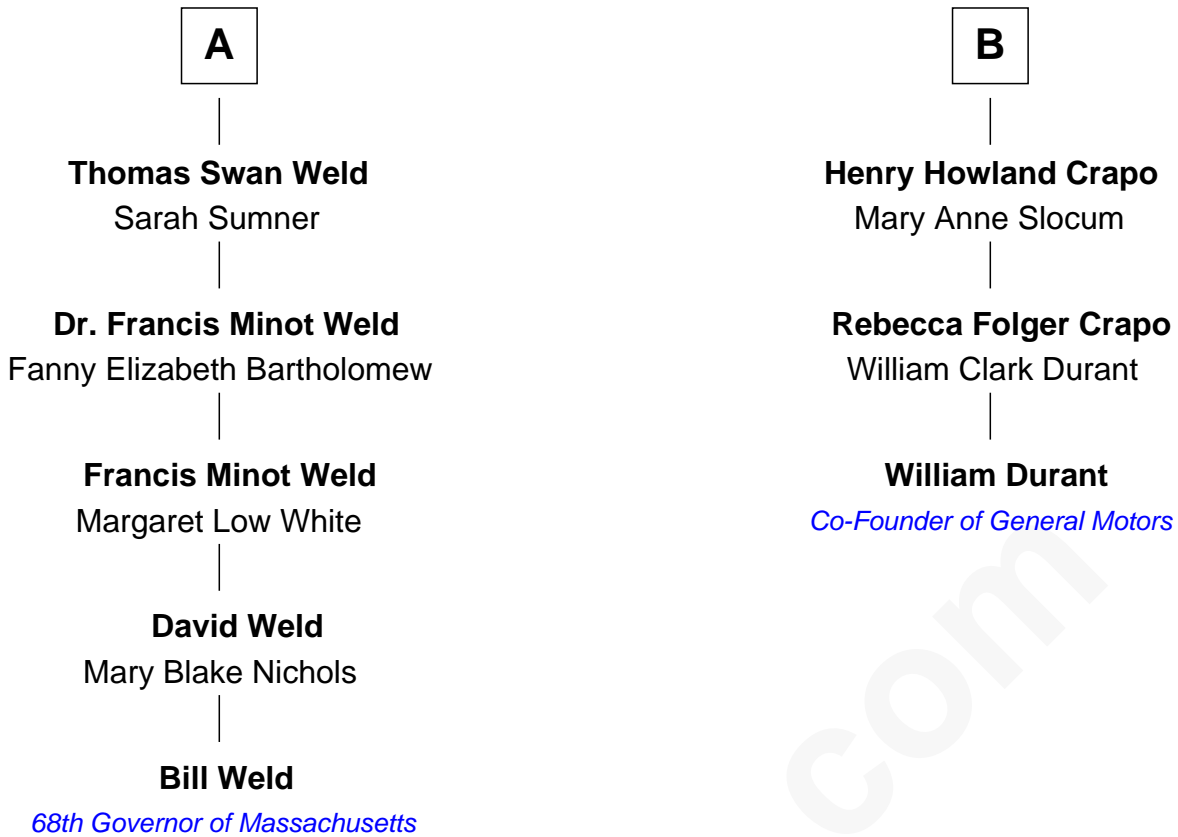 A
Thomas Swan Weld
Sarah Sumner
Dr. Francis Minot Weld
Fanny Elizabeth Bartholomew
Francis Minot Weld
Margaret Low White
David Weld
Mary Blake Nichols
Bill Weld
68th Governor of Massachusetts
B
Henry Howland Crapo
Mary Anne Slocum
Rebecca Folger Crapo
William Clark Durant
William Durant
Co-Founder of General Motors
com